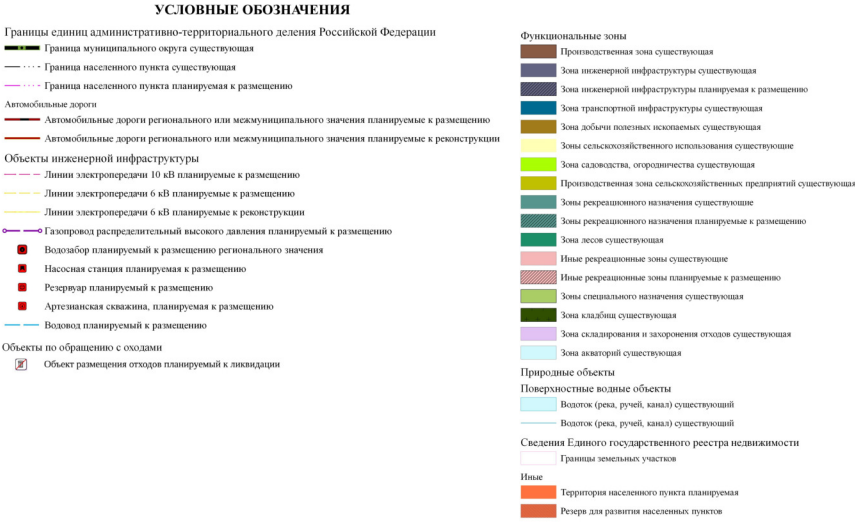 УСЛОВНЫЕ ОБОЗНАЧЕНИЯ
Границы единиц административно-территориального деления Российской Федерации
Граница муниципального округа существующая
Граница населенного пункта существующая
Граница населенного пункта планируемая к размещению
Автомобильные дороги
Автомобильные дороги регионального или межмуниципального значения планируемые к размещению
Автомобильные дороги регионального или межмуниципального значения планируемые к реконструкции
Объекты инженерной инфраструктуры
Линии электропередачи 10 кВ планируемые к размещению
Линии электропередачи 6 кВ планируемые к размещению
Линии электропередачи 6 кВ планируемые к реконструкции
Газопровод распределительный высокого давления планируемый к размещению
Водозабор планируемый к размещению регионального значения
Насосная станция планируемая к размещению
Резервуар планируемый к размещению
Артезианская скважина, планируемая к размещению
Водовод планируемый к размещению
Объекты по обращению с оходами
Объект размещения отходов планируемый к ликвидации
Функциональные зоны
Производственная зона существующая
Зона инженерной инфраструктуры существующая
Зона инженерной инфраструктуры планируемая к размещению
Зона транспортной инфраструктуры существующая
Зона добычи полезных ископаемых существующая
Зоны сельскохозяйственного использования существующие
Зона садоводства, огородничества существующая
Производственная зона сельскохозяйственных предприятий существующая
Зоны рекреационного назначения существующие
Зоны рекреационного назначения планируемые к размещению
Зона лесов существующая
Иные рекреационные зоны существующие
Иные рекреационные зоны планируемые к размещению
Зоны специального назначения существующая
Зона кладбищ существующая
Зона складирования и захоронения отходов существующая
Зона акваторий существующая
Природные объекты
Поверхностные водные объекты
Водоток (река, ручей, канал) существующий
Водоток (река, ручей, канал) существующий
Сведения Единого государственного реестра недвижимости
Границы земельных участков
Иные
Территория населенного пункта планируемая
Резерв для развития населенных пунктов